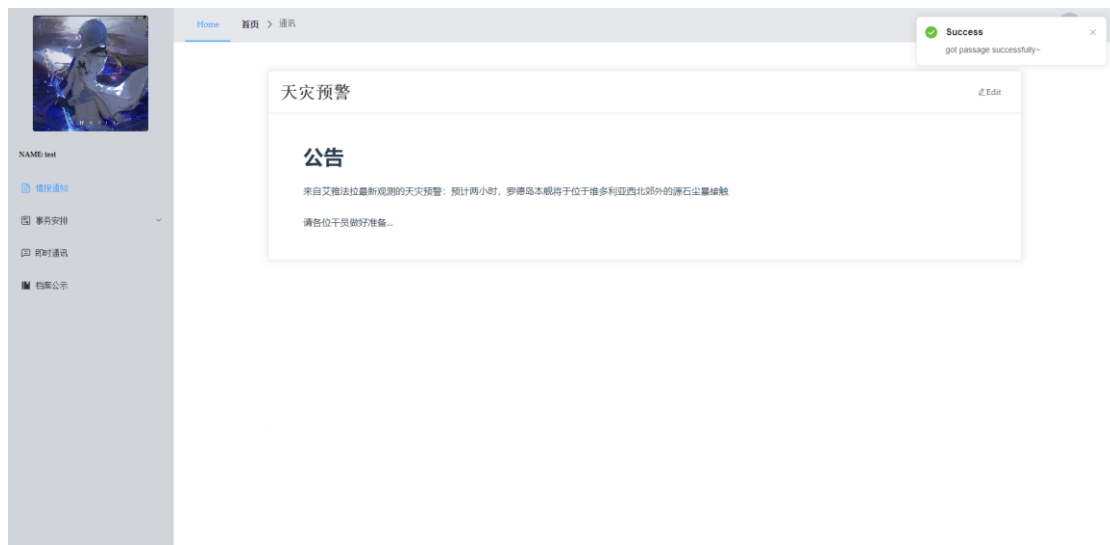 Home 首页 > 通讯
Success
got passage successfully~
天灾预警
Edit
公告
来自艾雅法拉最新观测的天灾预警：预计两小时，罗德岛本舰将于位于维多利亚西北郊外的源石尘暴接触
请各位干员做好准备...
NAME: test
情报通知
事务安排
即时通讯
档案公示